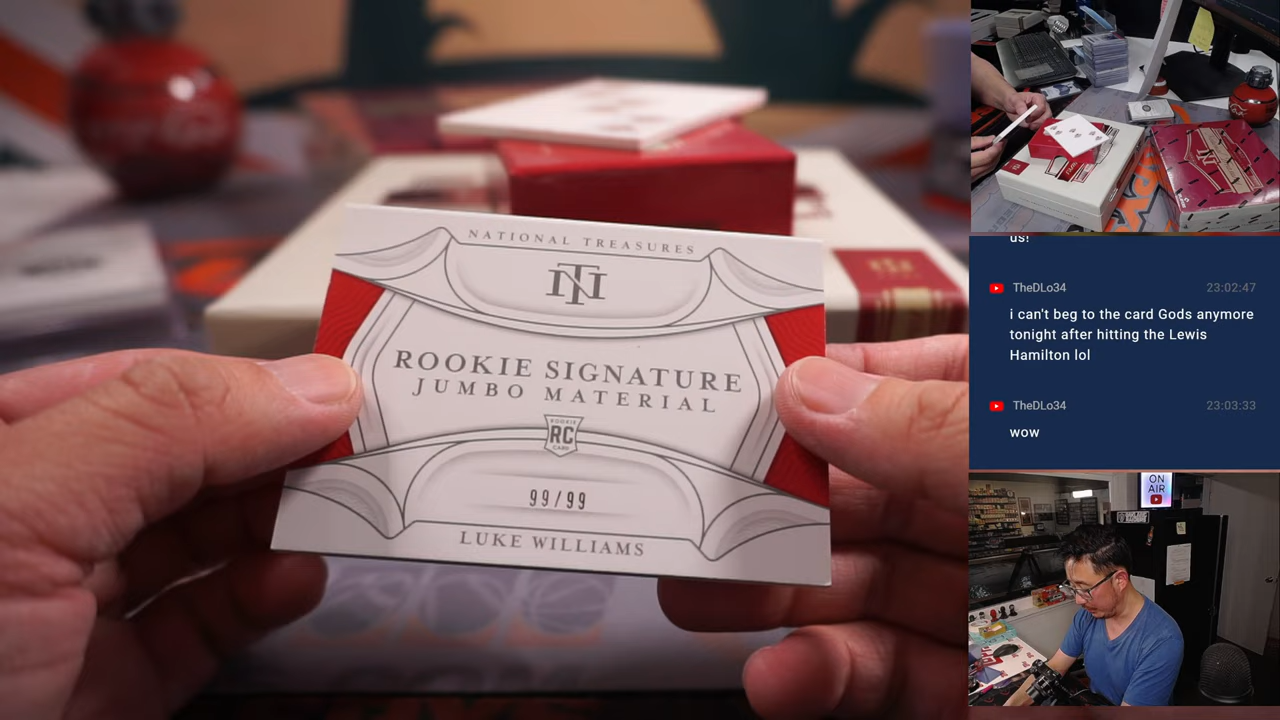 NATIONAL TREASURES
NT
ROOKIE SIGNATURE
JUMBO MATERIAL
ROOKIE
RC
CARD
99/99
LUKE WILLIAMS
us!
TheDLo34 23:02:47
i can't beg to the card Gods anymore
tonight after hitting the Lewis
Hamilton lol
TheDLo34 23:03:33
wow
ON
AIR